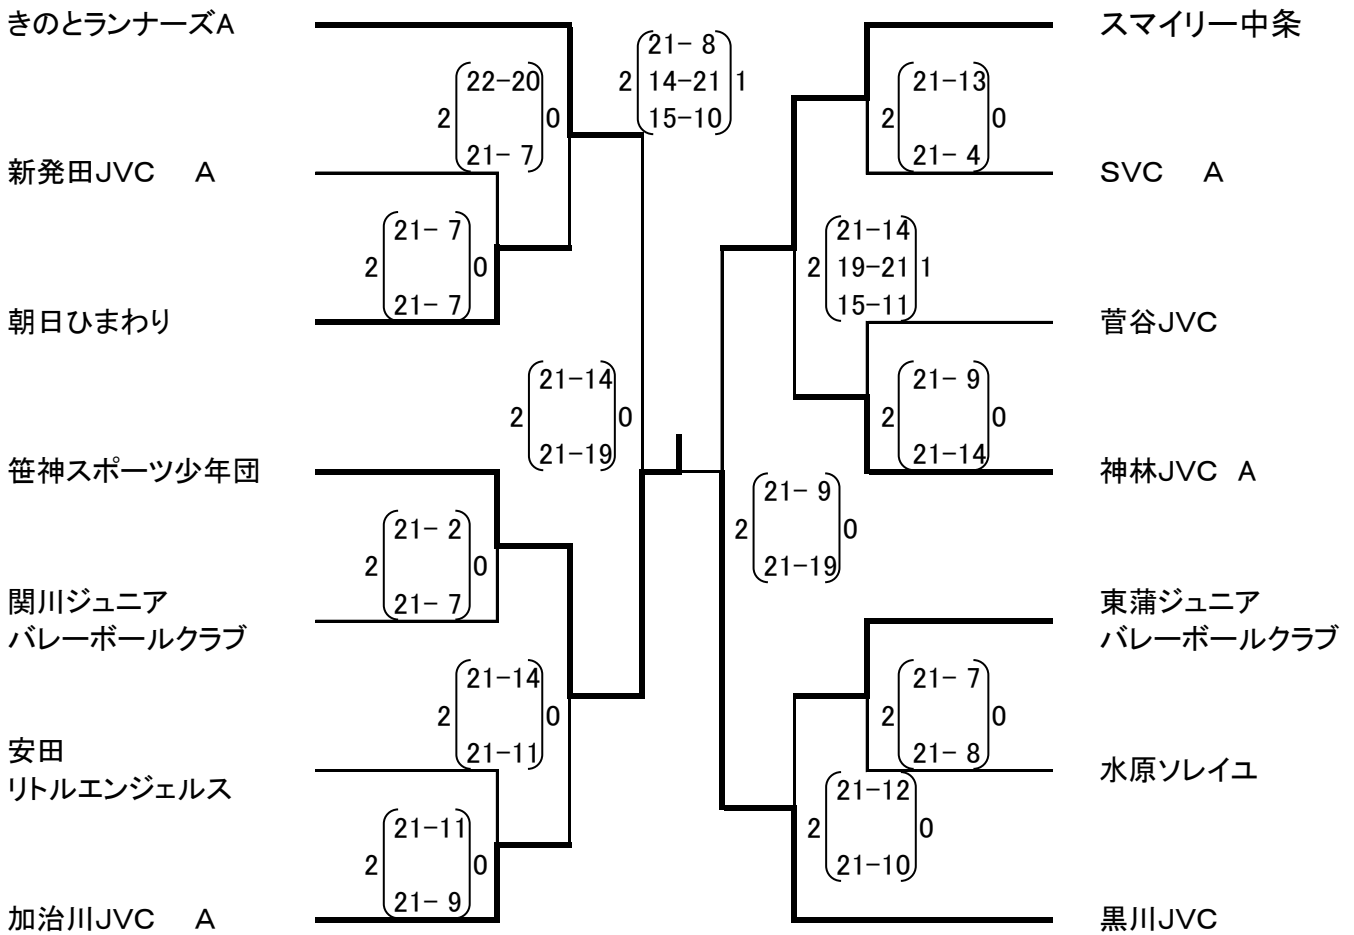 きのとランナーズA
新発田JVC A
朝日ひまわり
笹神スポーツ少年団
関川ジュニア
バレーボールクラブ
安田
リトルエンジェルス
加治川JVC A
22-20
2 0
21- 7
21- 7
2 0
21- 7
21- 2
2 0
21- 7
21-14
2 0
21-11
21-11
2 0
21- 9
21-14
2 0
21-19
21- 8
2 14-21 1
15-10
21- 9
2 0
21-19
21-13
2 0
21- 4
21-14
2 19-21 1
15-11
21- 9
2 0
21-14
21- 7
2 0
21- 8
21-12
2 0
21-10
スマイリー中条
SVC A
菅谷JVC
神林JVC A
東蒲ジュニア
バレーボールクラブ
水原ソレイユ
黒川JVC